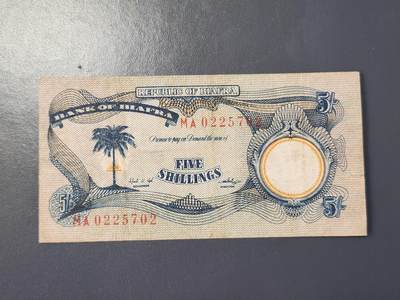 REPUBLIC OF BIAFRA
BANK OF BIAFRA
5/-
MA 0225702
Promise to pay on Demand the sum of
FIVE
SHILLINGS
MA 0225702
5/-
5/-